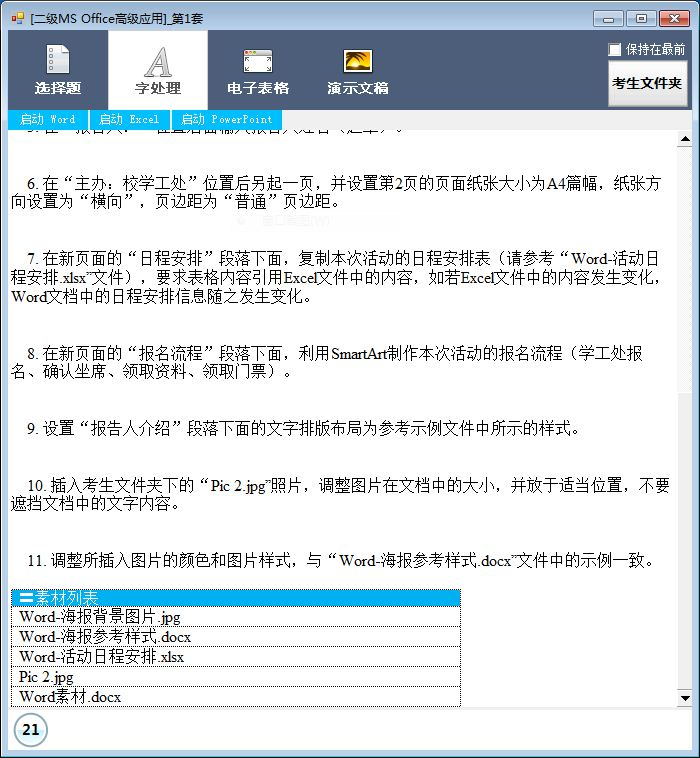 [二级MS Office高级应用]_第1套
选择题
字处理
电子表格
演示文稿
保持在最前
考生文件夹
启动 Word
启动 Excel
启动 PowerPoint
6. 在“主办：校学工处”位置后另起一页，并设置第2页的页面纸张大小为A4篇幅，纸张方
向设置为“横向”，页边距为“普通”页边距。
7. 在新页面的“日程安排”段落下面，复制本次活动的日程安排表（请参考“Word-活动日
程安排.xlsx”文件），要求表格内容引用Excel文件中的内容，如若Excel文件中的内容发生变化，
Word文档中的日程安排信息随之发生变化。
8. 在新页面的“报名流程”段落下面，利用SmartArt制作本次活动的报名流程（学工处报
名、确认坐席、领取资料、领取门票）。
9. 设置“报告人介绍”段落下面的文字排版布局为参考示例文件中所示的样式。
10. 插入考生文件夹下的“Pic 2.jpg”照片，调整图片在文档中的大小，并放于适当位置，不要
遮挡文档中的文字内容。
11. 调整所插入图片的颜色和图片样式，与“Word-海报参考样式.docx”文件中的示例一致。
素材列表
Word-海报背景图片.jpg
Word-海报参考样式.docx
Word-活动日程安排.xlsx
Pic 2.jpg
Word素材.docx
21